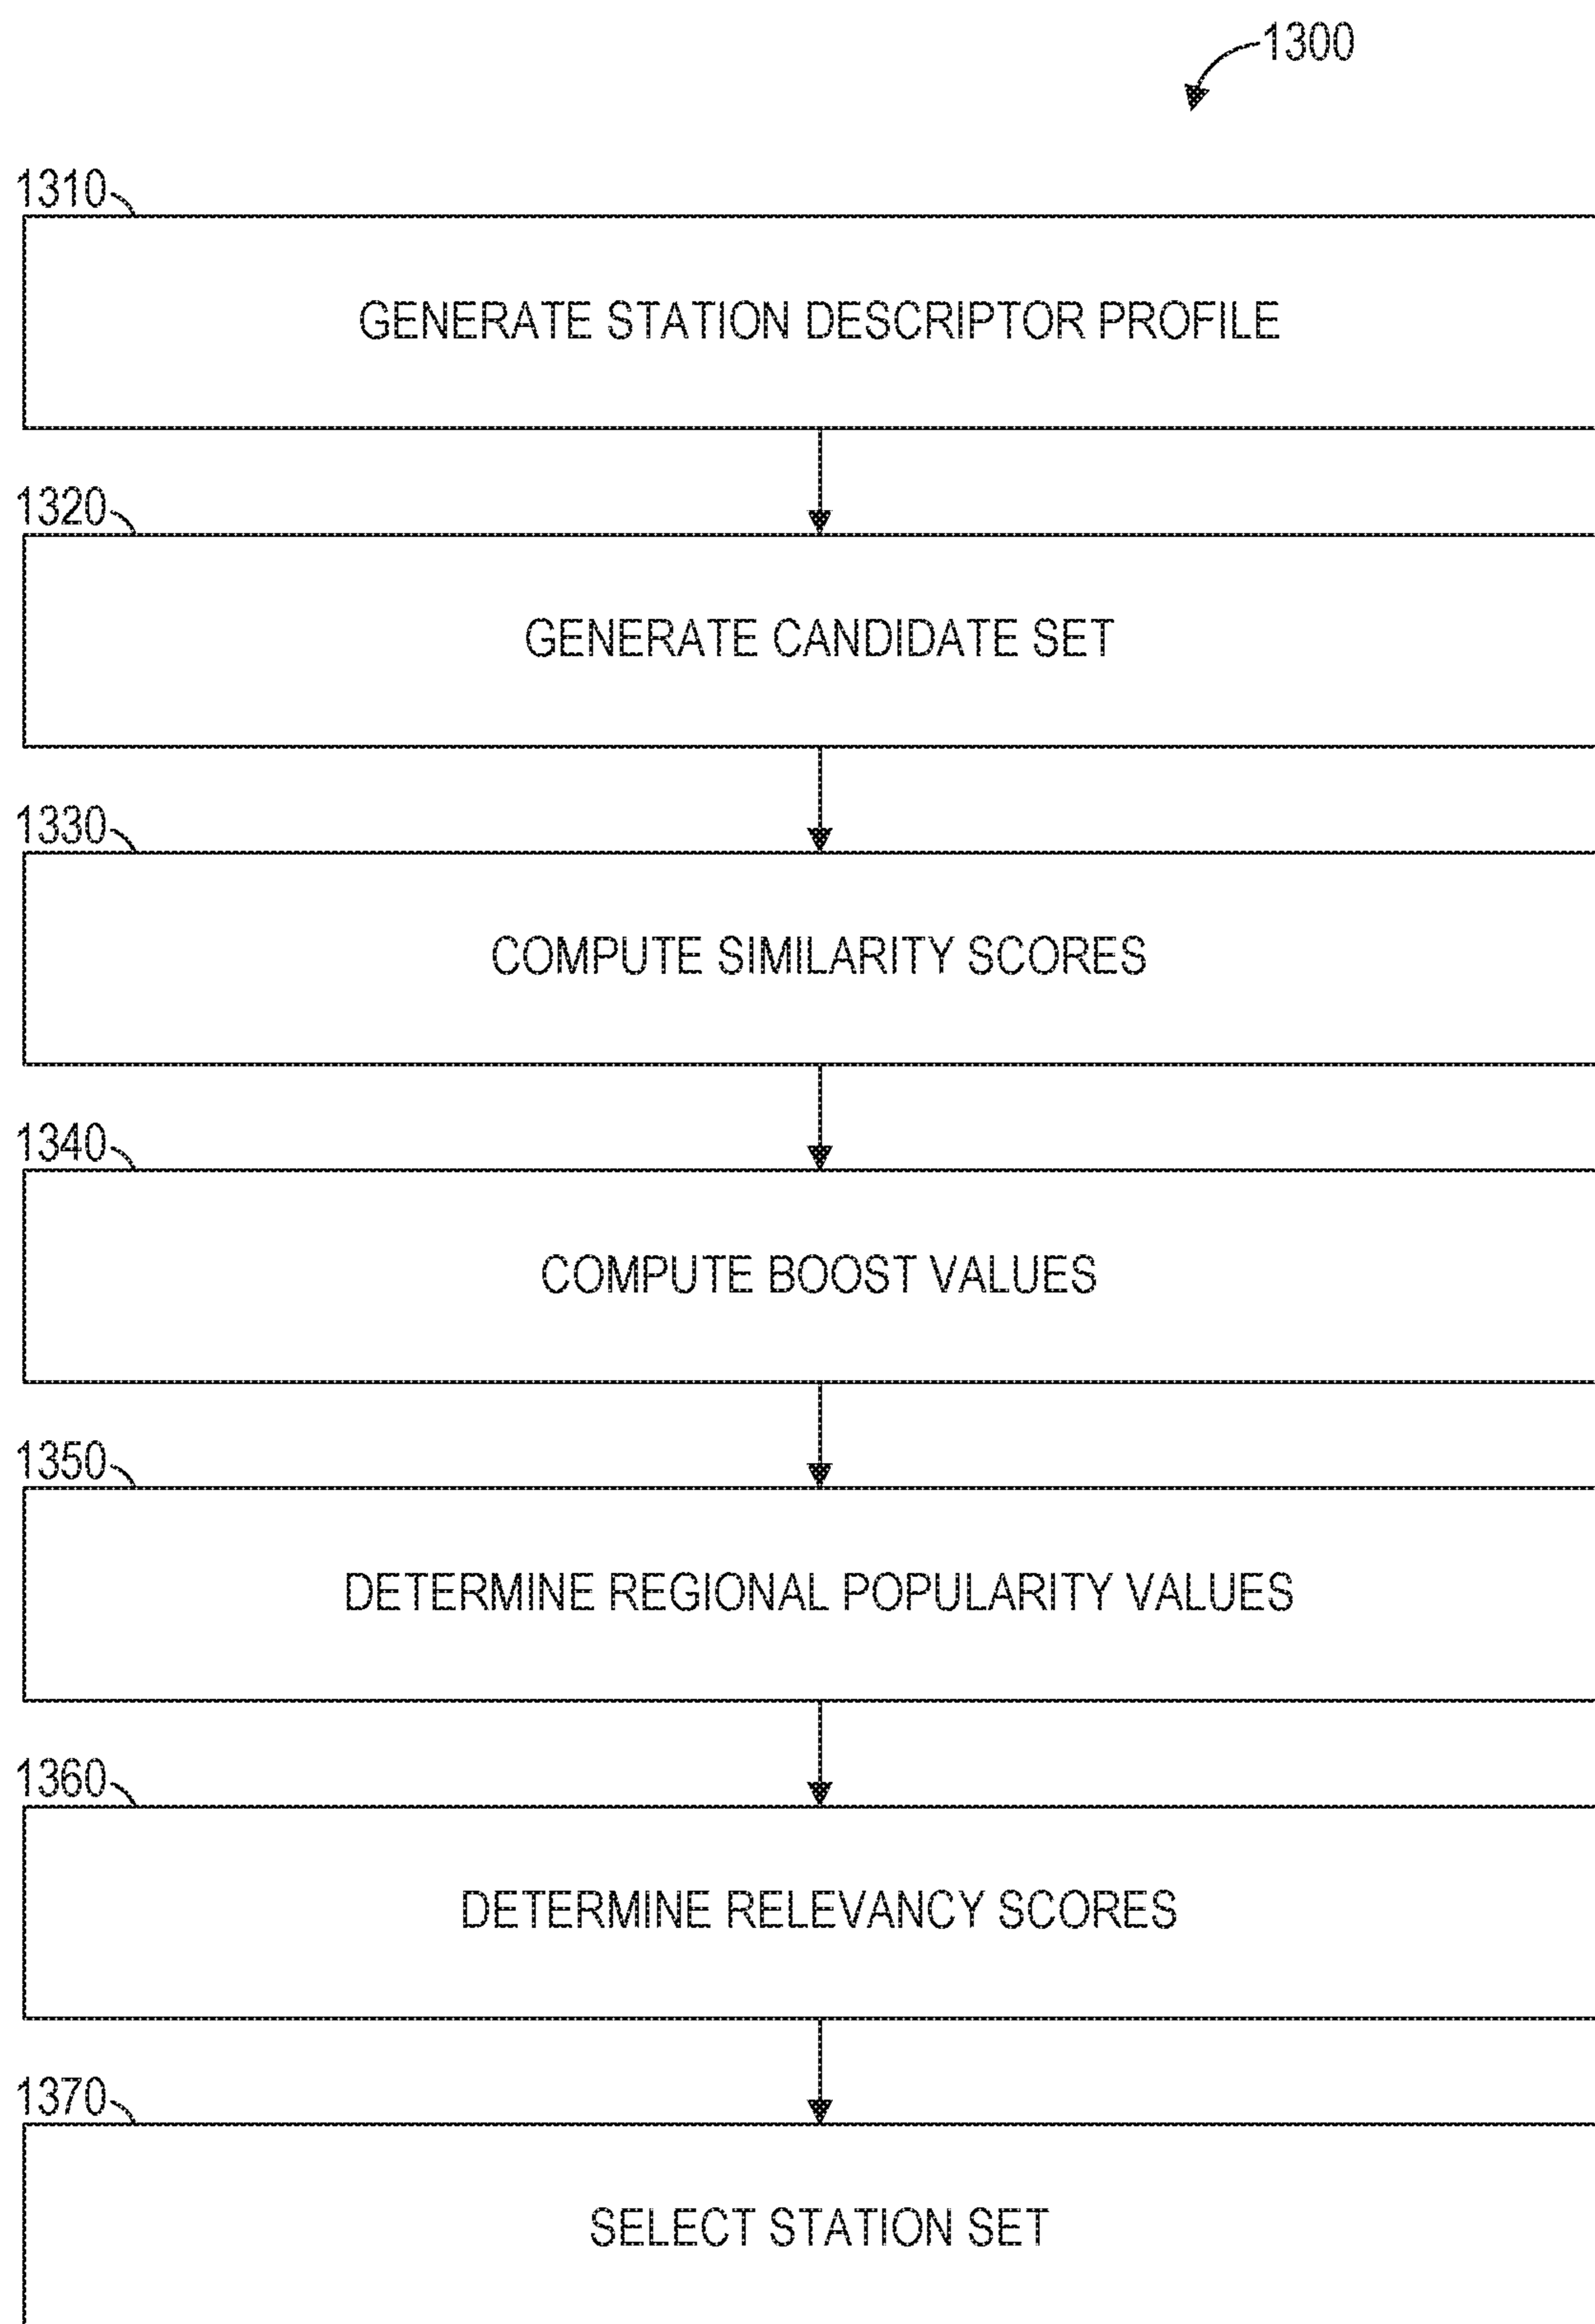 1300
1310
GENERATE STATION DESCRIPTOR PROFILE
1320
GENERATE CANDIDATE SET
1330
COMPUTE SIMILARITY SCORES
1340
COMPUTE BOOST VALUES
1350
DETERMINE REGIONAL POPULARITY VALUES
1360
DETERMINE RELEVANCY SCORES
1370
SELECT STATION SET